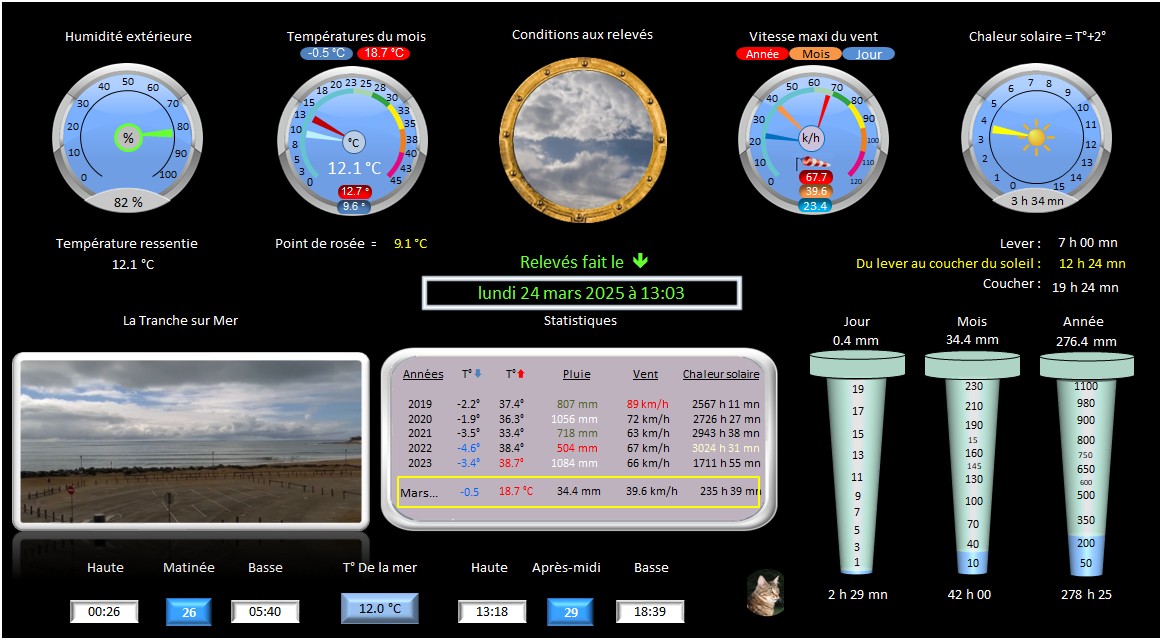 Humidité extérieure
Températures du mois
-0.5 °C 18.7 °C
Conditions aux relevés
Vitesse maxi du vent
Année Mois Jour
Chaleur solaire = T°+2°
0 10 20 30 40 50 60 70 80 90 100
%
82 %
0 3 5 8 10 13 15 18 20 23 25 28 30 33 35 38 40 43 45
°C
12.1 °C
12.7 °
9.6 °
0 10 20 30 40 50 60 70 80 90 100 110 120
k/h
67.7
39.6
23.4
0 1 2 3 4 5 6 7 8 9 10 11 12 13 14 15
3 h 34 mn
Température ressentie
12.1 °C
Point de rosée = 9.1 °C
Relevés fait le
lundi 24 mars 2025 à 13:03
Lever : 7 h 00 mn
Du lever au coucher du soleil : 12 h 24 mn
Coucher : 19 h 24 mn
La Tranche sur Mer
Statistiques
Années T° T° Pluie Vent Chaleur solaire
2019 -2.2° 37.4° 807 mm 89 km/h 2567 h 11 mn
2020 -1.9° 36.3° 1056 mm 72 km/h 2726 h 27 mn
2021 -3.5° 33.4° 718 mm 63 km/h 2943 h 38 mn
2022 -4.6° 38.4° 504 mm 67 km/h 3024 h 31 mn
2023 -3.4° 38.7° 1084 mm 66 km/h 1711 h 55 mn
Mars... -0.5 18.7 °C 34.4 mm 39.6 km/h 235 h 39 mn
Jour
0.4 mm
19
17
15
13
11
9
7
5
3
1
2 h 29 mn
Mois
34.4 mm
230
210
190
15
160
145
130
100
70
40
10
42 h 00
Année
276.4 mm
1100
980
900
800
750
650
600
500
350
200
50
278 h 25
Haute Matinée Basse
00:26 26 05:40
T° De la mer
12.0 °C
Haute Après-midi Basse
13:18 29 18:39